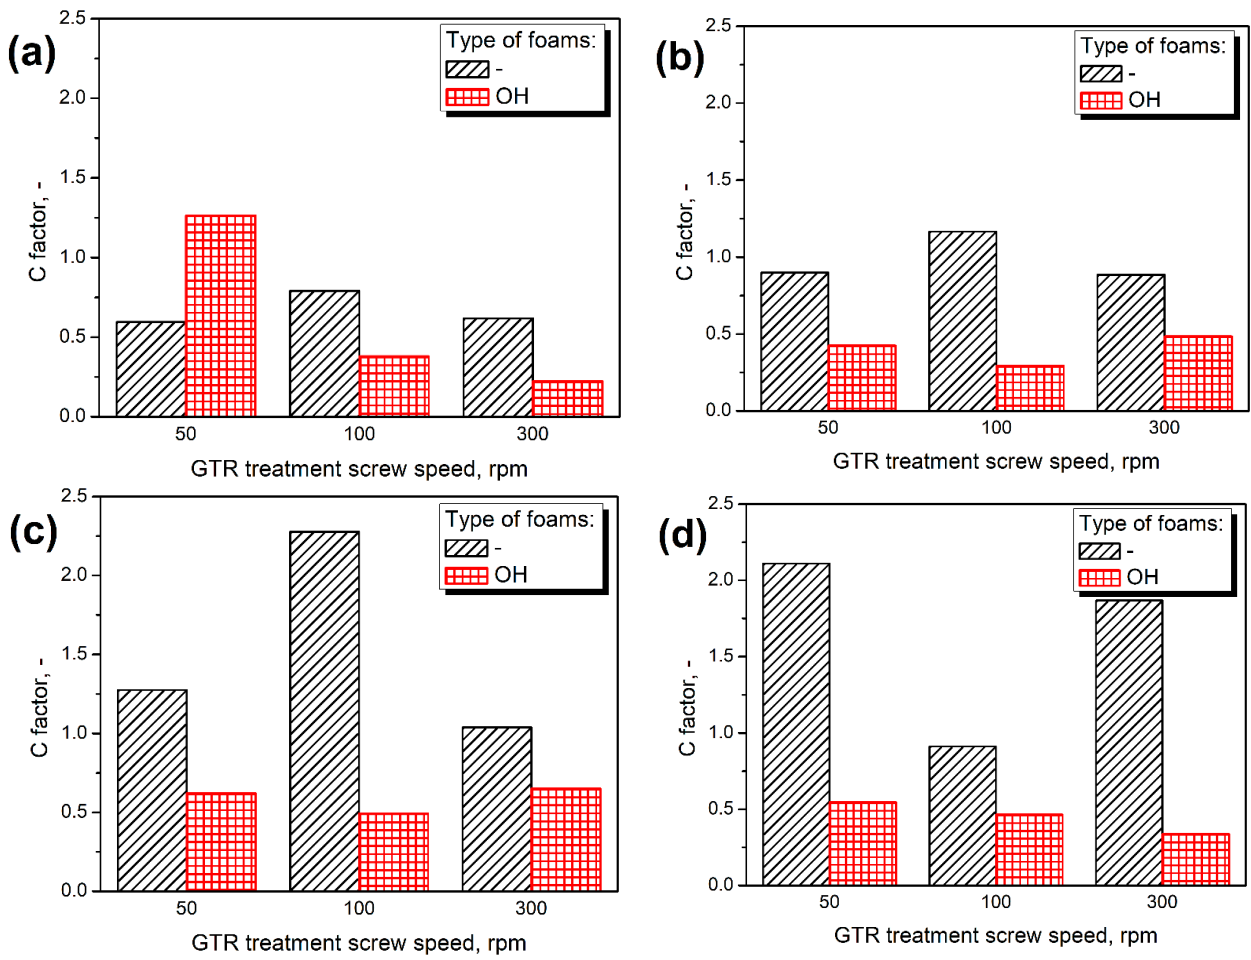 (a)
Type of foams:
-
OH
2.5
2.0
1.5
1.0
0.5
0.0
C factor, -
50
100
300
GTR treatment screw speed, rpm
(b)
Type of foams:
-
OH
2.5
2.0
1.5
1.0
0.5
0.0
C factor, -
50
100
300
GTR treatment screw speed, rpm
(c)
Type of foams:
-
OH
2.5
2.0
1.5
1.0
0.5
0.0
C factor, -
50
100
300
GTR treatment screw speed, rpm
(d)
Type of foams:
-
OH
2.5
2.0
1.5
1.0
0.5
0.0
C factor, -
50
100
300
GTR treatment screw speed, rpm